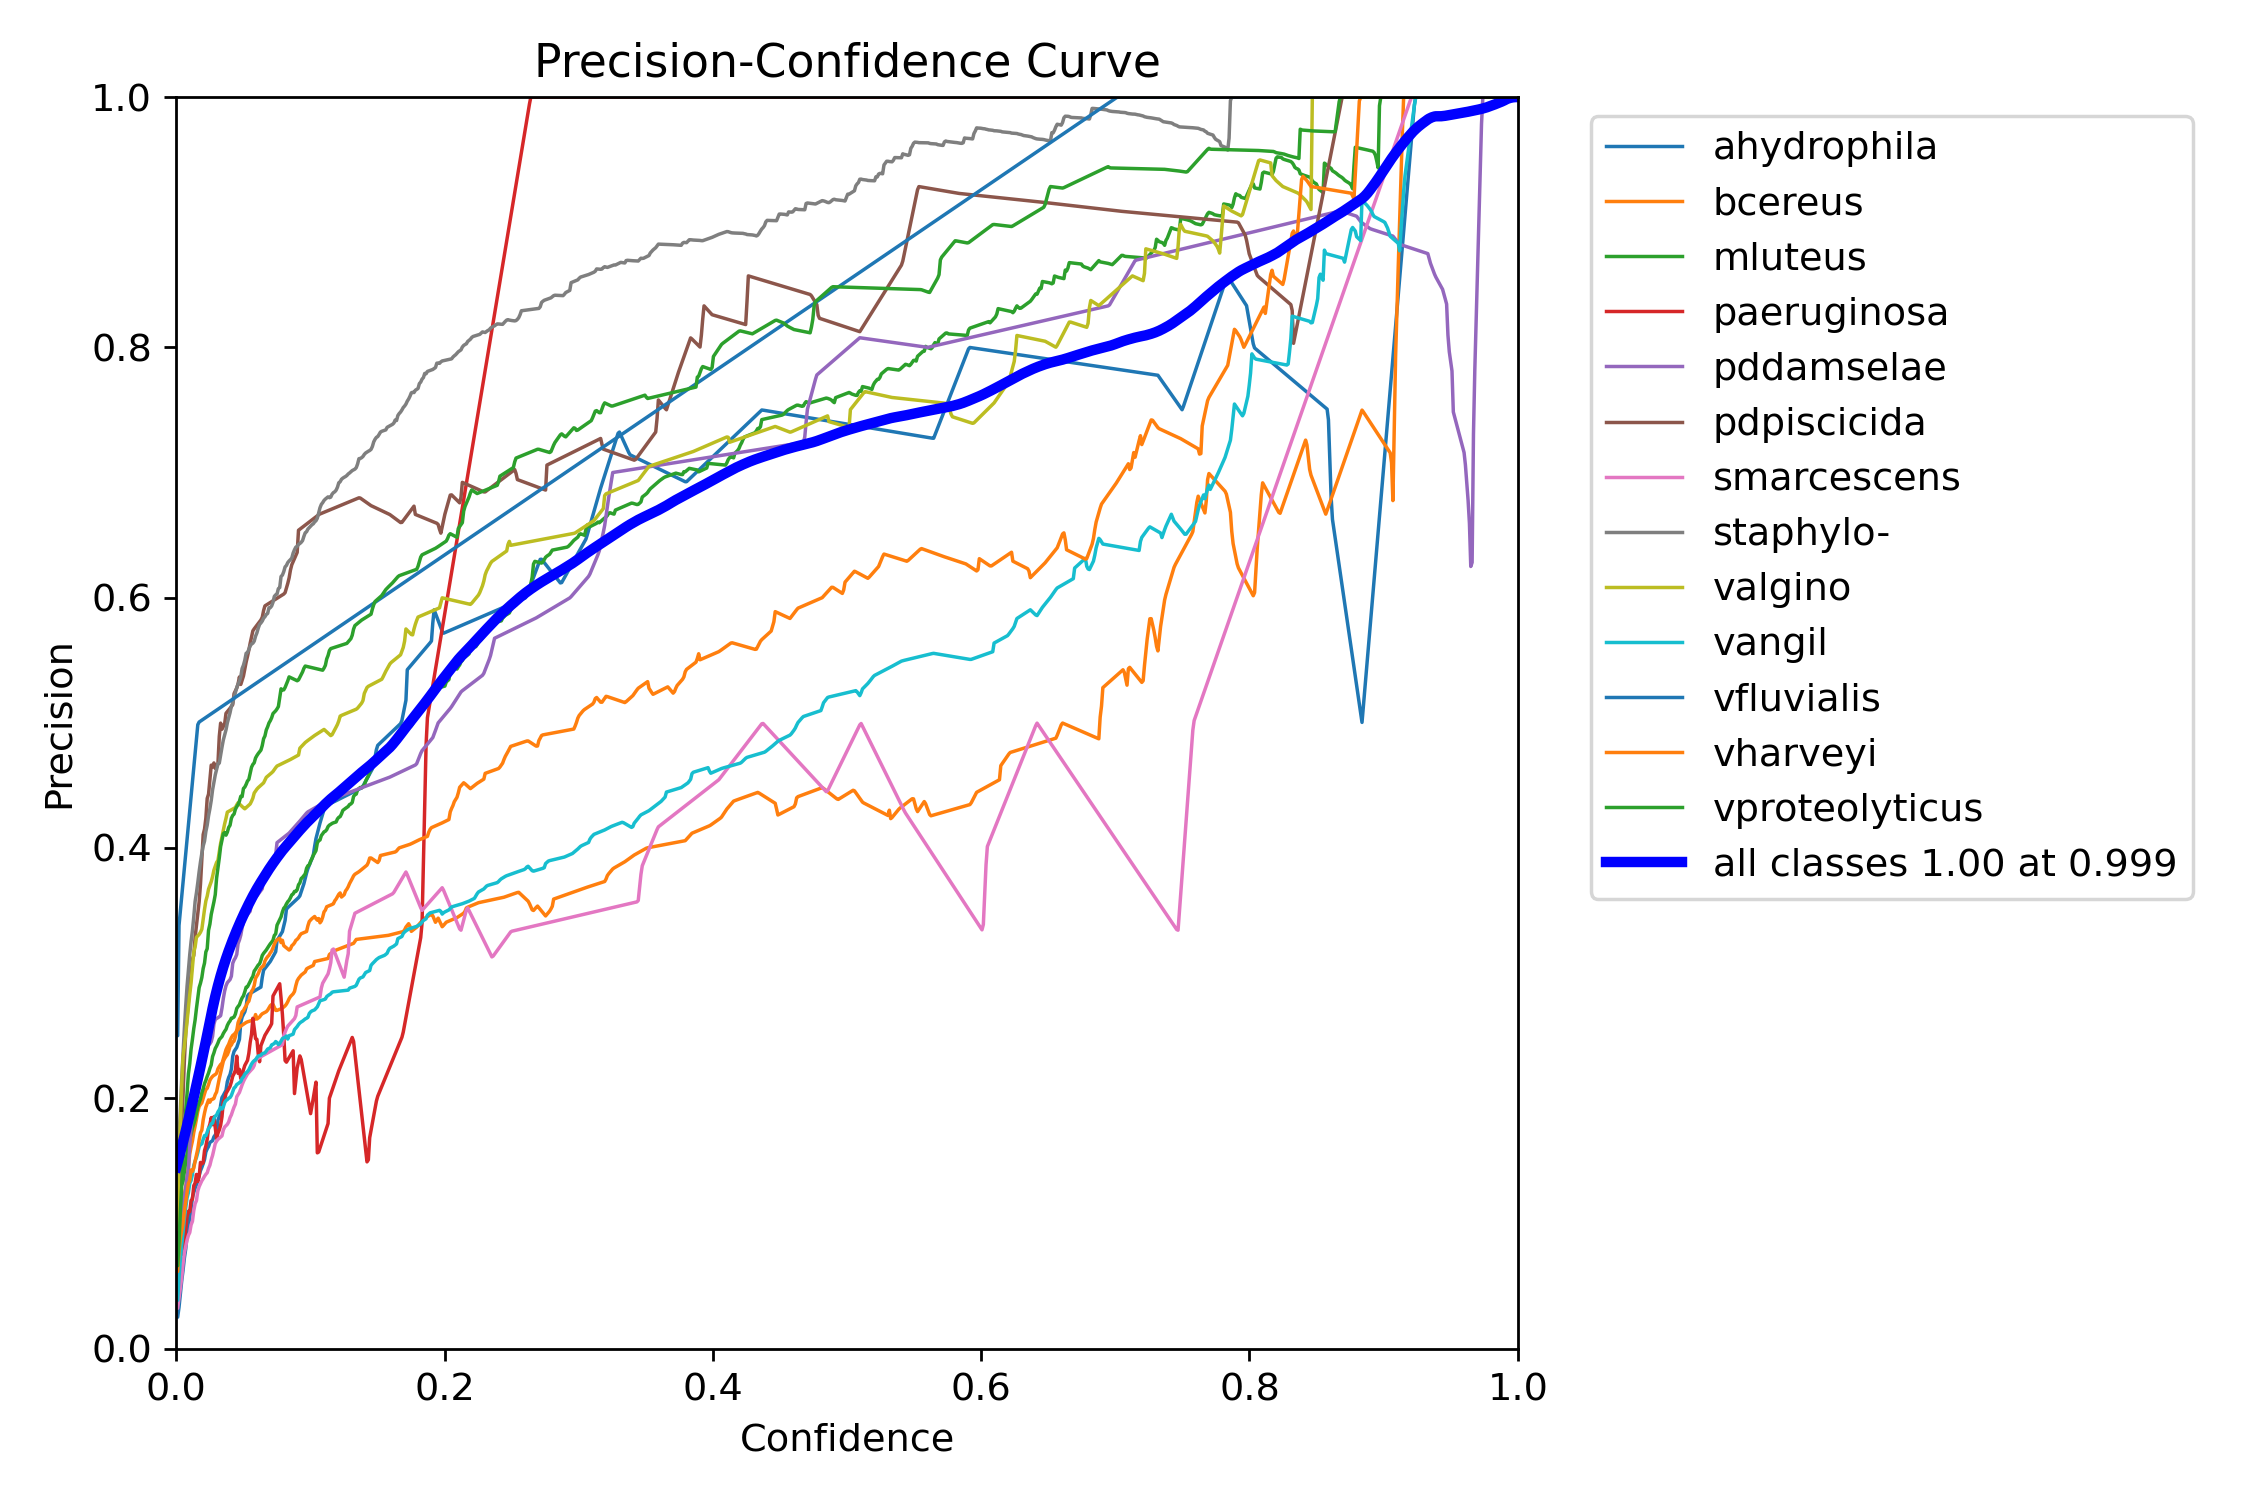 Precision-Confidence Curve
1.0
0.8
0.6
0.4
0.2
0.0
Precision
0.0 0.2 0.4 0.6 0.8 1.0
Confidence
ahydrophila
bcereus
mluteus
paeruginosa
pddamselae
pdpiscicida
smarcescens
staphylo-
valgino
vangil
vfluvialis
vharveyi
vproteolyticus
all classes 1.00 at 0.999